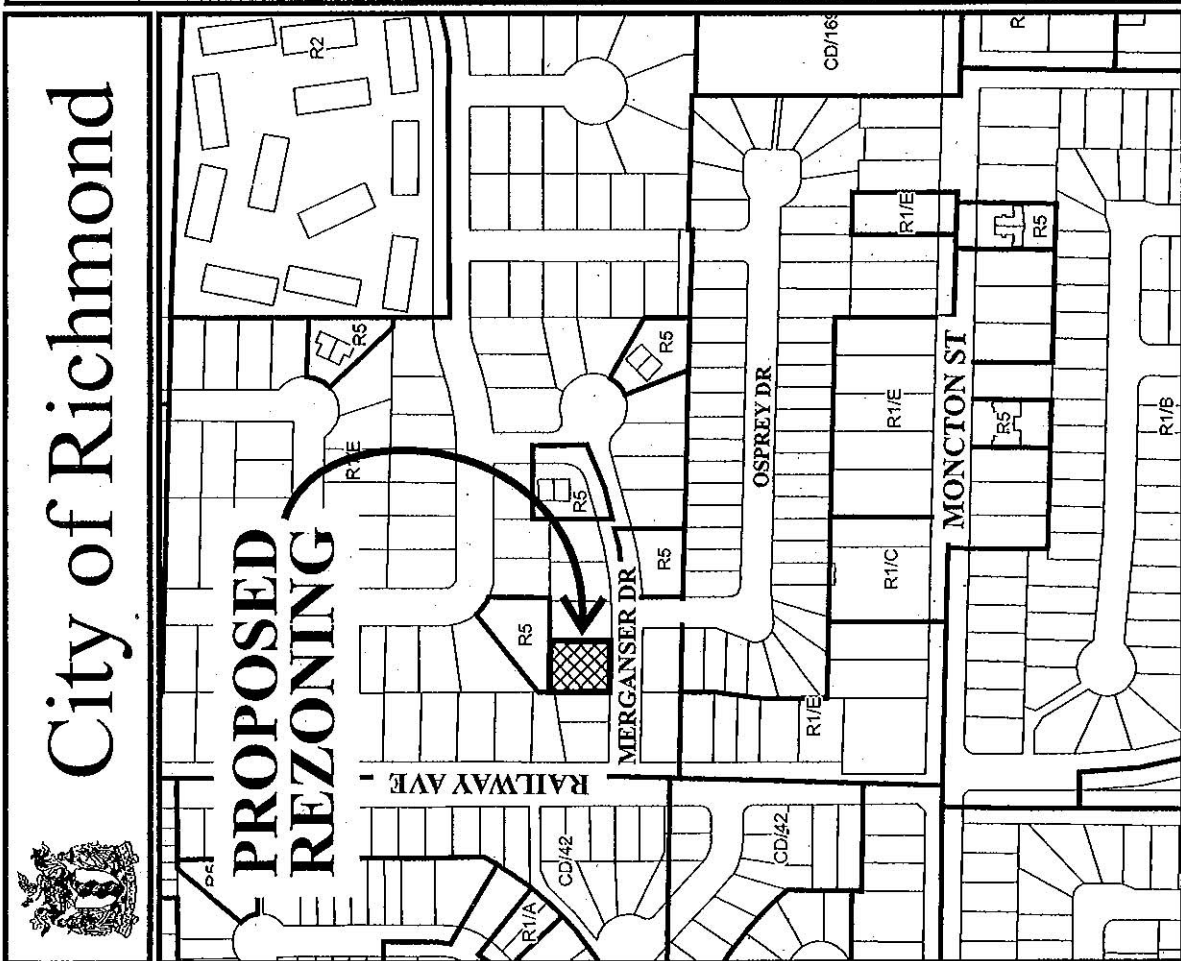 City of Richmond
R2
PROPOSED
REZONING
R5
R1/E
R5
R5
R5
R5
RAILWAY AVE
MERGANSER DR
R1/A
CD/42
CD/42
OSPREY DR
CD/169
R1/E
R1/E
R1/E
R1/C
MONCTON ST
R5
R5
R1/B